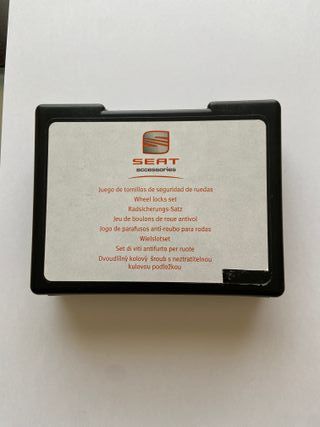 SEAT
accessories
Juego de tornillos de seguridad de ruedas
Wheel locks set
Radsicherungs-Satz
Jeu de boulons de roue antivol
Jogo de parafusos anti-roubo para rodas
Wielslotset
Set di viti antifurto per ruote
Dvoudílný kolový šroub s neztratitelnou
kulovou podložkou